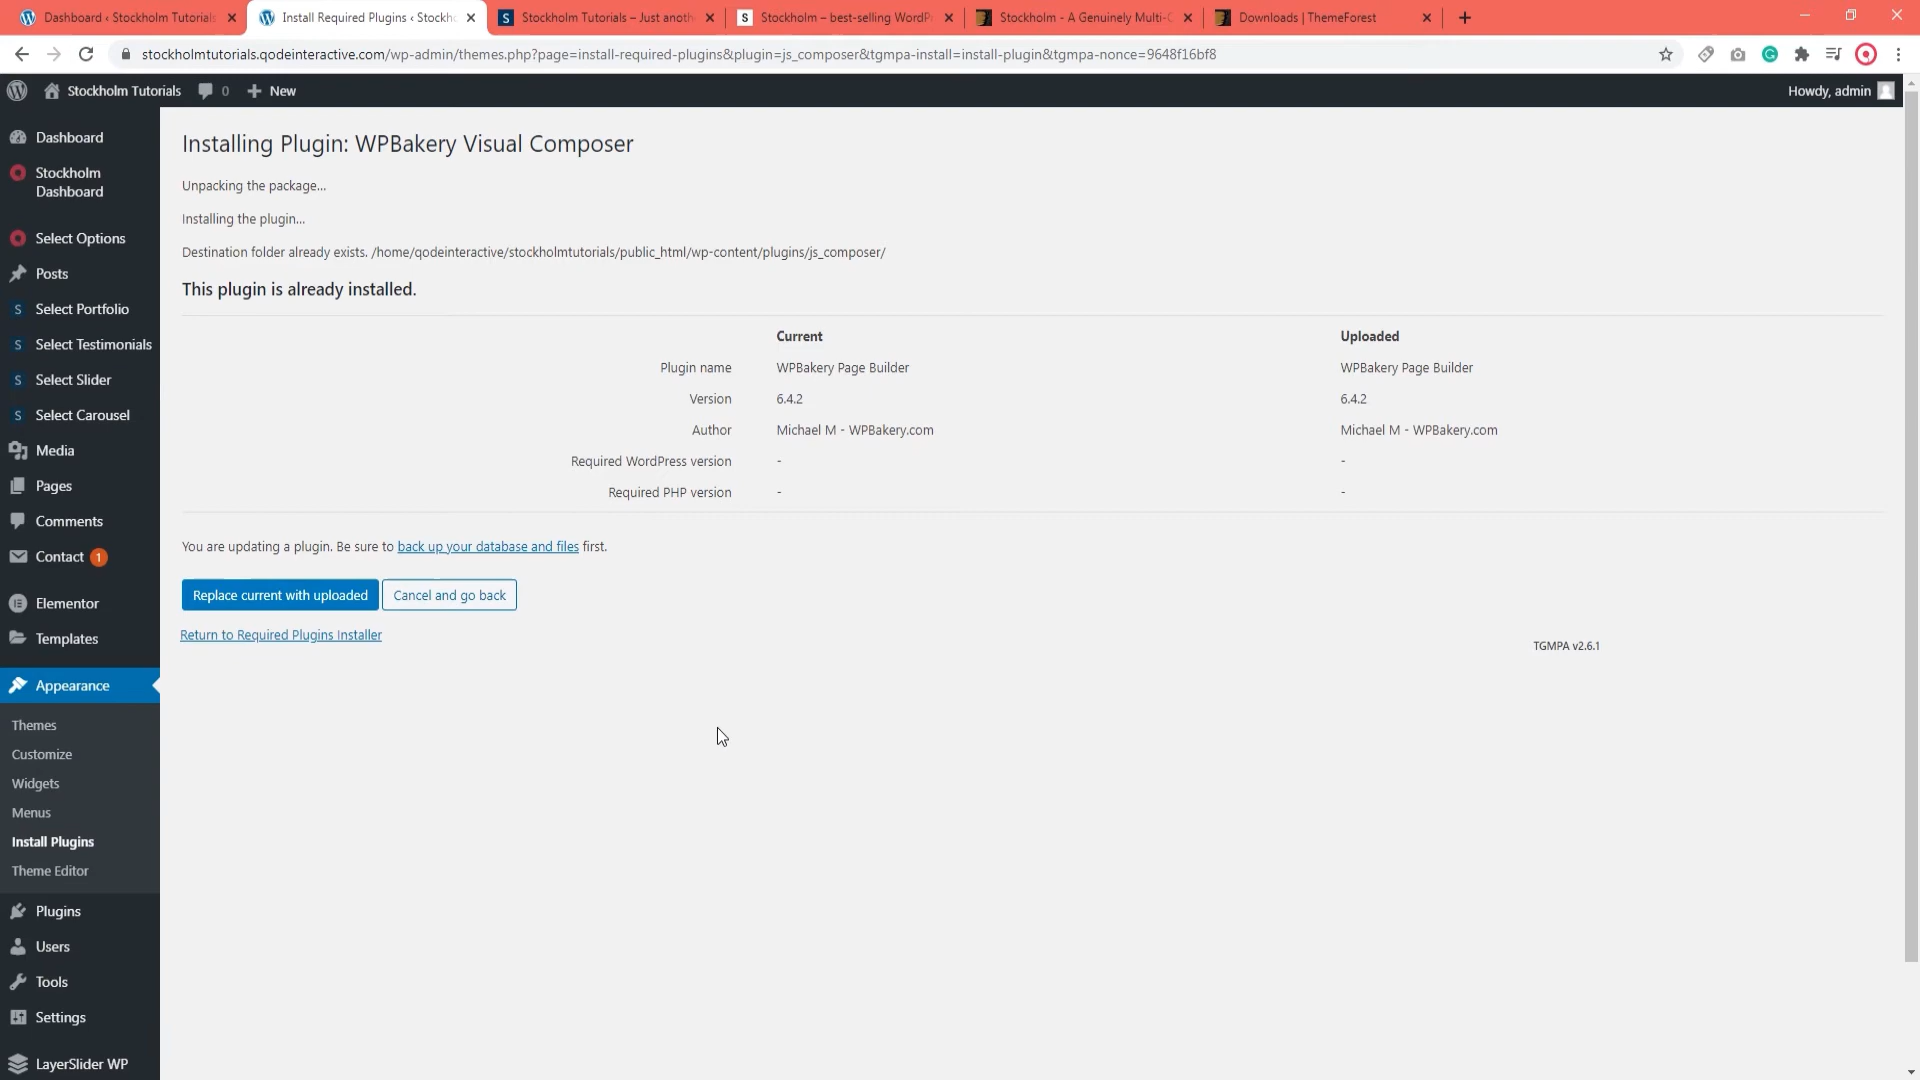 Dashboard ‹ Stockholm Tutorials
Install Required Plugins ‹ Stockh
Stockholm Tutorials – Just anoth
Stockholm – best-selling WordPr
Stockholm - A Genuinely Multi-C
Downloads | ThemeForest
stockholmtutorials.qodeinteractive.com/wp-admin/themes.php?page=install-required-plugins&plugin=js_composer&tgmpa-install=install-plugin&tgmpa-nonce=9648f16bf8
Stockholm Tutorials
0
New
Howdy, admin
Dashboard
Stockholm
Dashboard
Select Options
Posts
Select Portfolio
Select Testimonials
Select Slider
Select Carousel
Media
Pages
Comments
Contact 1
Elementor
Templates
Appearance
Themes
Customize
Widgets
Menus
Install Plugins
Theme Editor
Plugins
Users
Tools
Settings
LayerSlider WP
Installing Plugin: WPBakery Visual Composer
Unpacking the package…
Installing the plugin…
Destination folder already exists. /home/qodeinteractive/stockholmtutorials/public_html/wp-content/plugins/js_composer/
This plugin is already installed.
Current Uploaded
Plugin name WPBakery Page Builder WPBakery Page Builder
Version 6.4.2 6.4.2
Author Michael M - WPBakery.com Michael M - WPBakery.com
Required WordPress version - -
Required PHP version - -
You are updating a plugin. Be sure to back up your database and files first.
Replace current with uploaded
Cancel and go back
Return to Required Plugins Installer
TGMPA v2.6.1